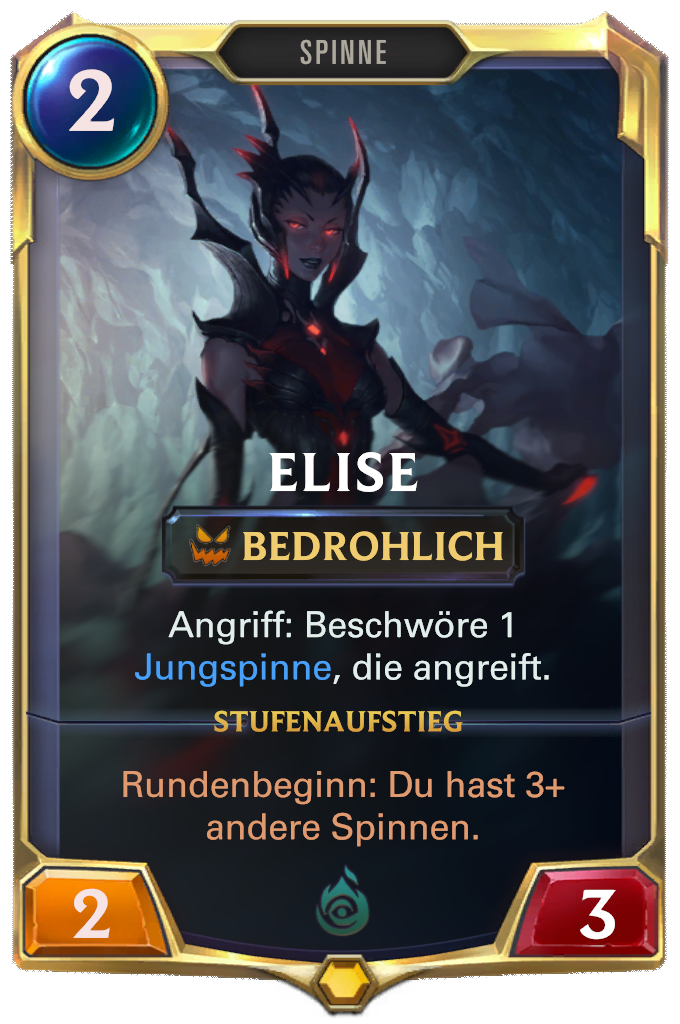 SPINNE
2
ELISE
BEDROHLICH
Angriff: Beschwöre 1
Jungspinne, die angreift.
STUFENAUFSTIEG
Rundenbeginn: Du hast 3+
andere Spinnen.
2
3